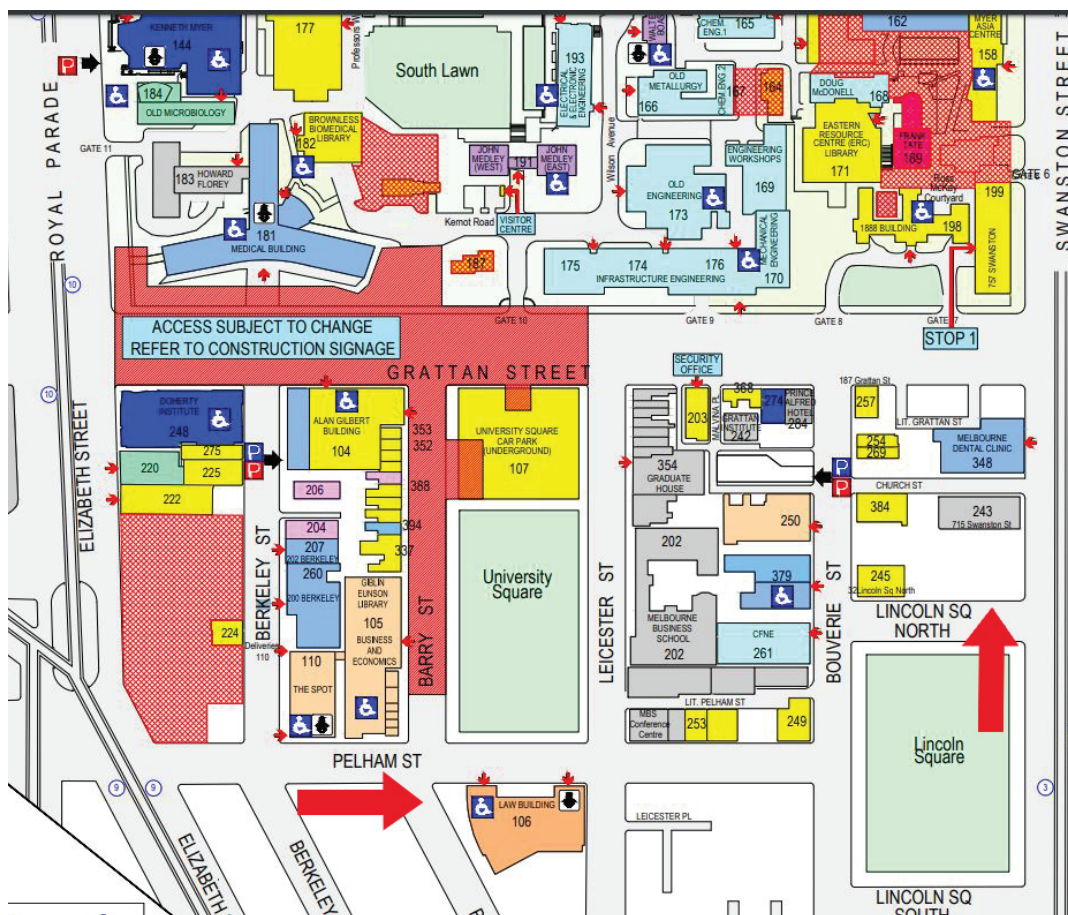 KENNETH MYER
144
177
Professors W
South Lawn
193
ELECTRICAL
& ELECTRONIC
ENGINEERING
WALTER
BOAS
CHEM.
ENG.1
165
162
MYER
ASIA
CENTRE
158
SWANSTON STREET
P
184
OLD MICROBIOLOGY
GATE 11
ROYAL PARADE
BROWNLESS
BIOMEDICAL
LIBRARY
182
183
HOWARD
FLOREY
181
MEDICAL BUILDING
JOHN
MEDLEY
(WEST)
191
JOHN
MEDLEY
(EAST)
Kernot Road
VISITOR
CENTRE
187
OLD
METALLURGY
166
CHEM.ENG.2
167
164
DOUG
McDONELL
168
Wilson Avenue
OLD
ENGINEERING
173
ENGINEERING
WORKSHOPS
169
MECHANICAL
ENGINEERING
170
EASTERN
RESOURCE
CENTRE (ERC)
LIBRARY
171
FRANK
TATE
189
Ross
McKay
Courtyard
GATE 6
199
757 SWANSTON
1888 BUILDING
198
175
174
176
INFRASTRUCTURE ENGINEERING
GATE 10
GATE 9
GATE 8
GATE 7
STOP 1
10
ACCESS SUBJECT TO CHANGE
REFER TO CONSTRUCTION SIGNAGE
GRATTAN STREET
10
ELIZABETH STREET
DOHERTY
INSTITUTE
248
275
220
225
222
224
P
P
BERKELEY ST
Deliveries
110
ALAN GILBERT
BUILDING
104
353
352
388
394
337
206
204
207
202 BERKELEY
260
200 BERKELEY
GIBLIN
EUNSON
LIBRARY
105
BUSINESS
AND
ECONOMICS
110
THE SPOT
BARRY ST
UNIVERSITY SQUARE
CAR PARK
(UNDERGROUND)
107
University
Square
LEICESTER ST
SECURITY
OFFICE
203
MALVINA PL
368
274
PRINCE
ALFRED
HOTEL
284
GRATTAN
INSTITUTE
242
354
GRADUATE
HOUSE
202
MELBOURNE
BUSINESS
SCHOOL
202
250
379
CFNE
261
P
P
BOUVERIE ST
LIT. PELHAM ST
MBS
Conference
Centre
253
249
187 Grattan St
257
LIT. GRATTAN ST
254
269
MELBOURNE
DENTAL CLINIC
348
CHURCH ST
384
243
715 Swanston St
245
32Lincoln Sq North
LINCOLN SQ
NORTH
Lincoln
Square
3
PELHAM ST
LAW BUILDING
106
LEICESTER PL
9
9
ELIZABETH
BERKELEY
LINCOLN SQ
SOUTH